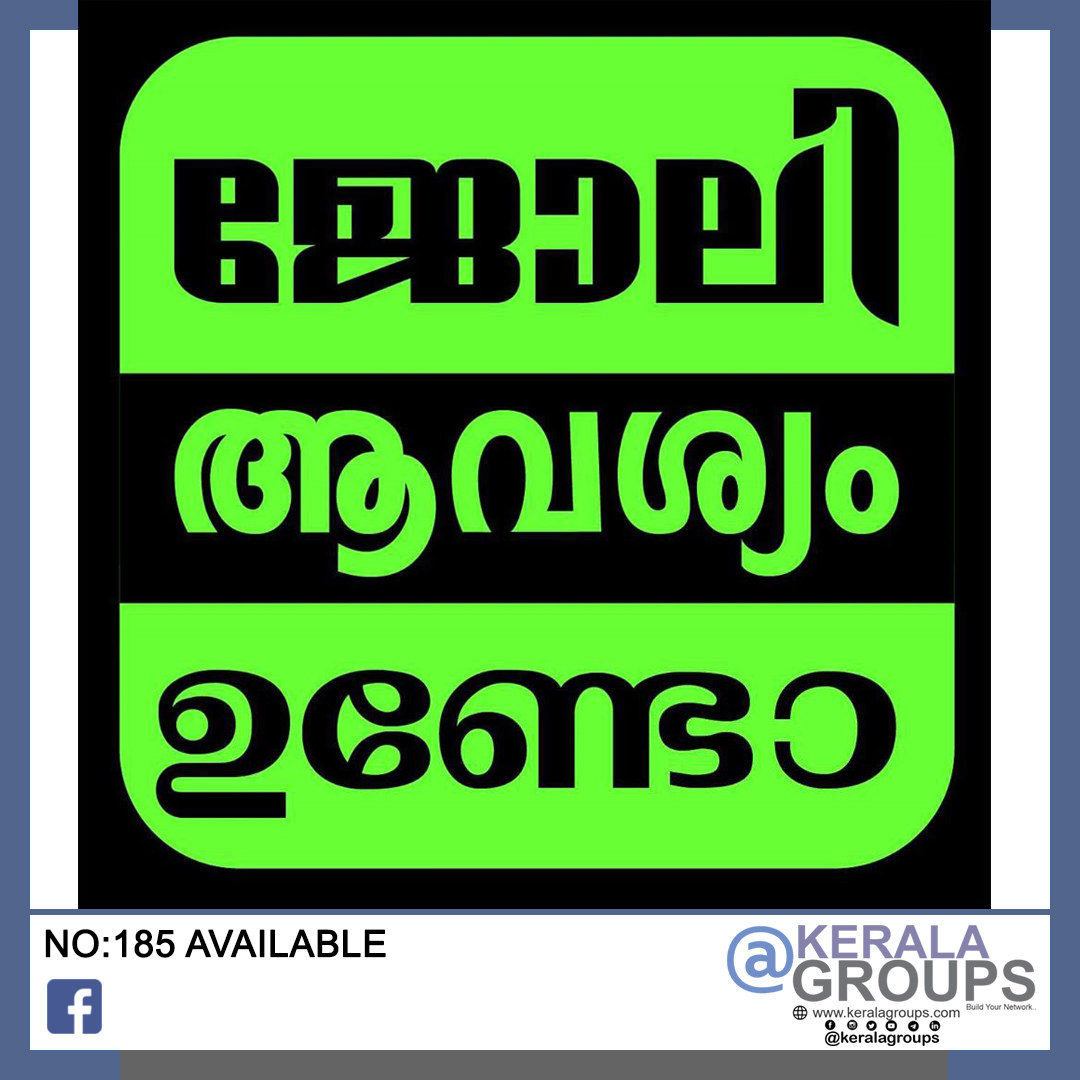 ജോലി
ആവശ്യം
ഉണ്ടോ
NO:185 AVAILABLE
f
@KERALA
GROUPS
Build Your Network..
www.keralagroups.com
@keralagroups